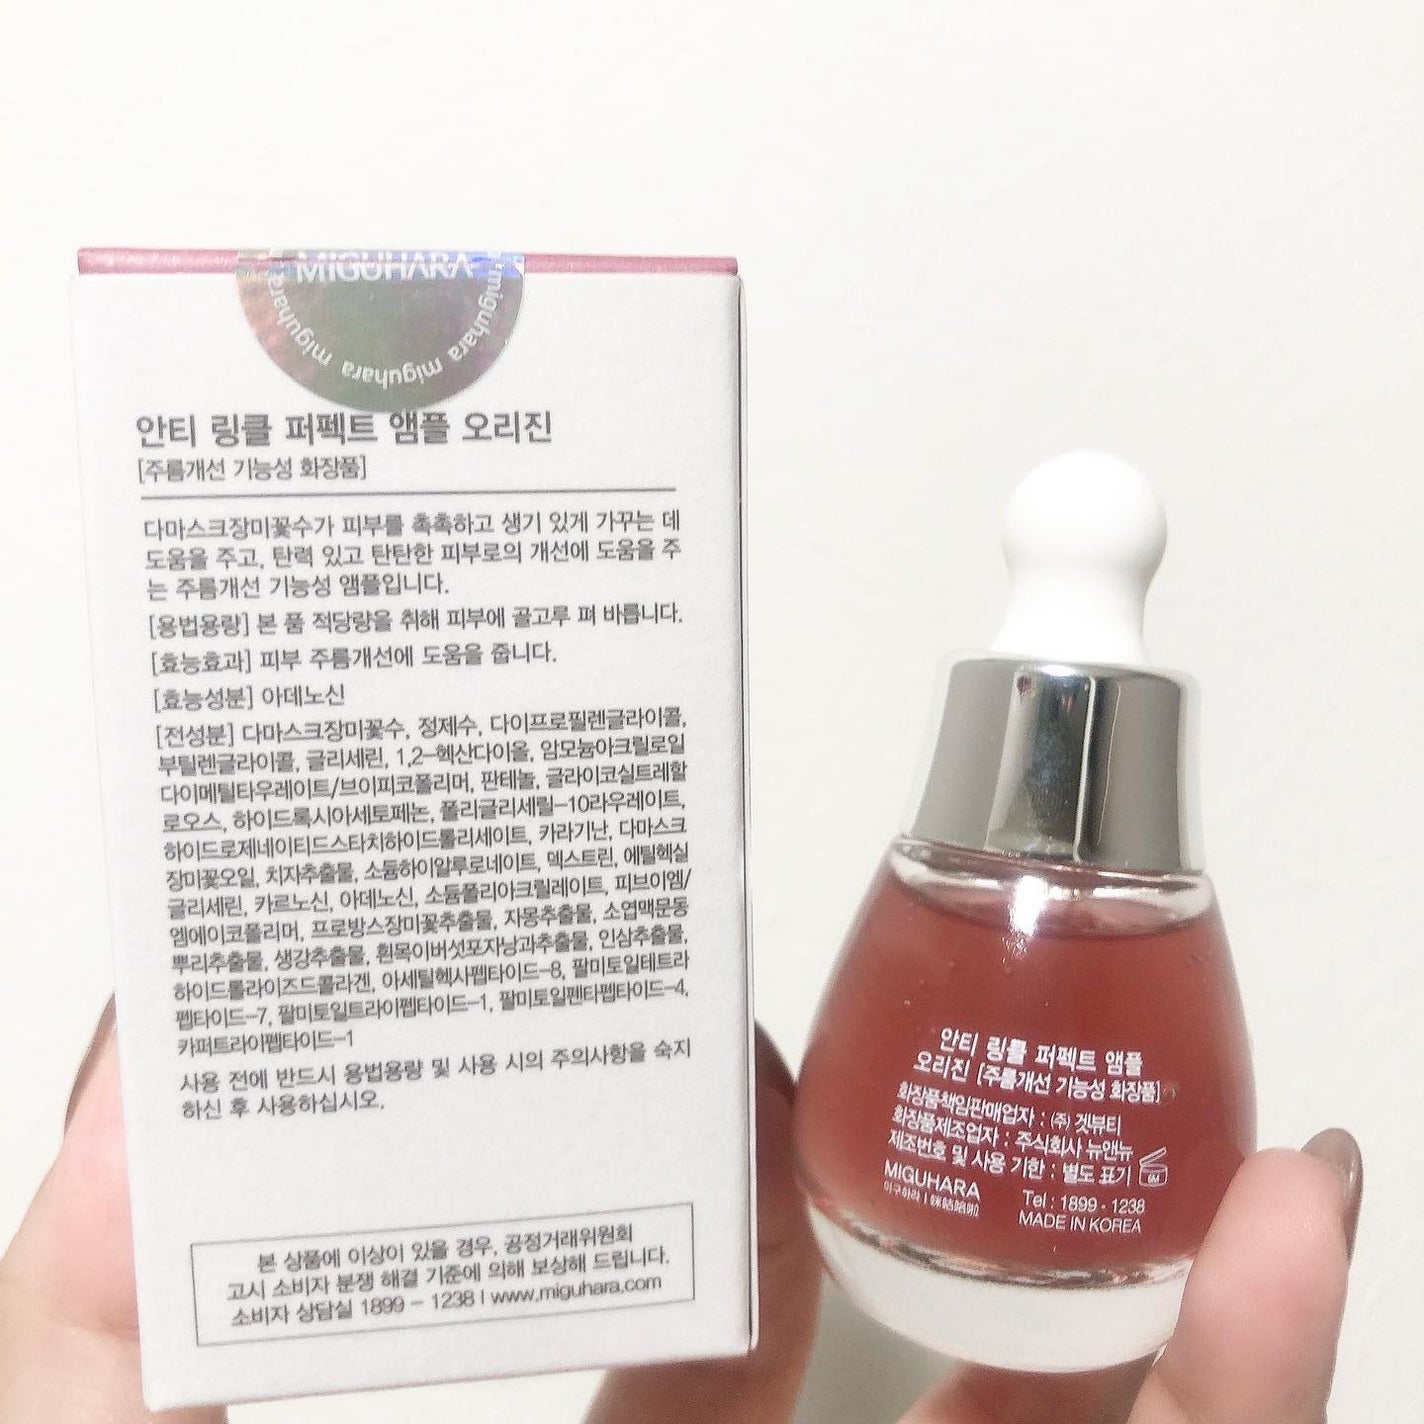 MIGUHARA
miguhara miguhara miguhara
안티 링클 퍼펙트 앰플 오리진
[주름개선 기능성 화장품]
다마스크장미꽃수가 피부를 촉촉하고 생기 있게 가꾸는 데
도움을 주고, 탄력 있고 탄탄한 피부로의 개선에 도움을 주
는 주름개선 기능성 앰플입니다.
[용법용량] 본 품 적당량을 취해 피부에 골고루 펴 바릅니다.
[효능효과] 피부 주름개선에 도움을 줍니다.
[효능성분] 아데노신
[전성분] 다마스크장미꽃수, 정제수, 다이프로필렌글라이콜,
부틸렌글라이콜, 글리세린, 1,2-헥산다이올, 암모늄아크릴로일
다이메틸타우레이트/브이피코폴리머, 판테놀, 글라이코실트레할
로오스, 하이드록시아세토페논, 폴리글리세릴-10라우레이트,
하이드로제네이티드스타치하이드롤리세이트, 카라기난, 다마스크
장미꽃오일, 치자추출물, 소듐하이알루로네이트, 덱스트린, 에틸헥실
글리세린, 카르노신, 아데노신, 소듐폴리아크릴레이트, 피브이엠/
엠에이코폴리머, 프로방스장미꽃추출물, 자몽추출물, 소엽맥문동
뿌리추출물, 생강추출물, 흰목이버섯포자낭과추출물, 인삼추출물,
하이드롤라이즈드콜라겐, 아세틸헥사펩타이드-8, 팔미토일테트라
펩타이드-7, 팔미토일트라이펩타이드-1, 팔미토일펜타펩타이드-4,
카퍼트라이펩타이드-1
사용 전에 반드시 용법용량 및 사용 시의 주의사항을 숙지
하신 후 사용하십시오.
본 상품에 이상이 있을 경우, 공정거래위원회
고시 소비자 분쟁 해결 기준에 의해 보상해 드립니다.
소비자 상담실 1899 - 1238 | www.miguhara.com
안티 링클 퍼펙트 앰플
오리진 [주름개선 기능성 화장품]
화장품책임판매업자 : (주) 겟뷰티
화장품제조업자 : 주식회사 뉴앤뉴
제조번호 및 사용 기한 : 별도 표기
6M
MIGUHARA
미구하라 |
Tel : 1899 - 1238
MADE IN KOREA